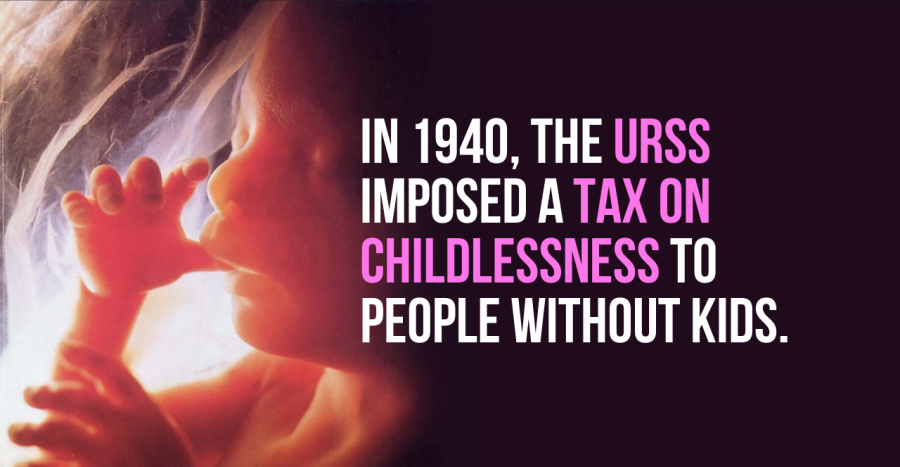 IN 1940, THE URSS
IMPOSED A TAX ON
CHILDLESSNESS TO
PEOPLE WITHOUT KIDS.